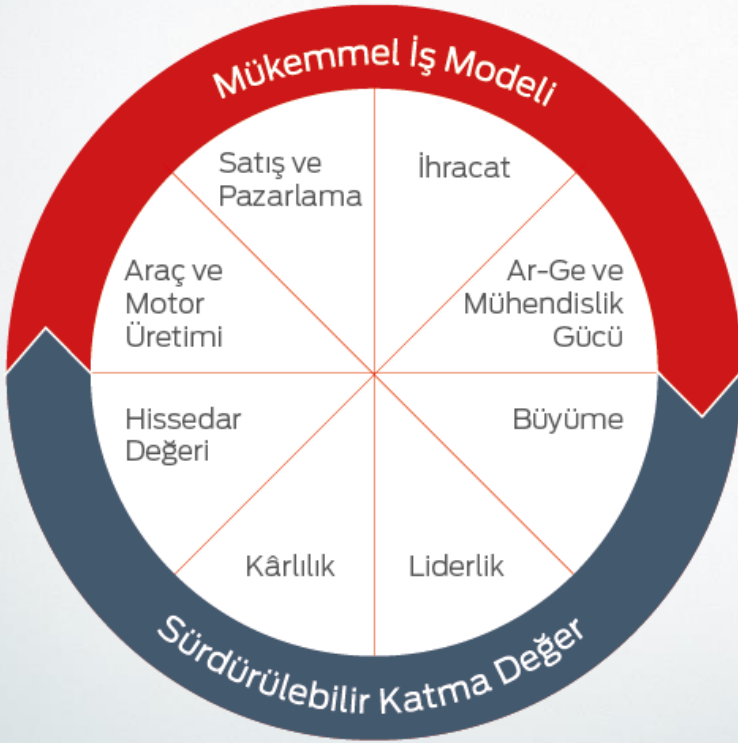 Mükemmel İş Modeli
Satış ve
Pazarlama
İhracat
Araç ve
Motor
Üretimi
Ar-Ge ve
Mühendislik
Gücü
Hissedar
Değeri
Büyüme
Kârlılık
Liderlik
Sürdürülebilir Katma Değer